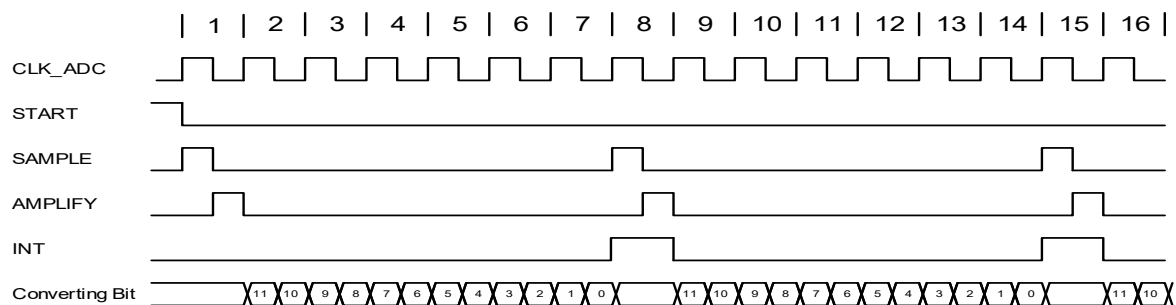 | 1 | 2 | 3 | 4 | 5 | 6 | 7 | 8 | 9 | 10 | 11 | 12 | 13 | 14 | 15 | 16 |
CLK_ADC
START
SAMPLE
AMPLIFY
INT
Converting Bit 11 10 9 8 7 6 5 4 3 2 1 0 11 10 9 8 7 6 5 4 3 2 1 0 11 10